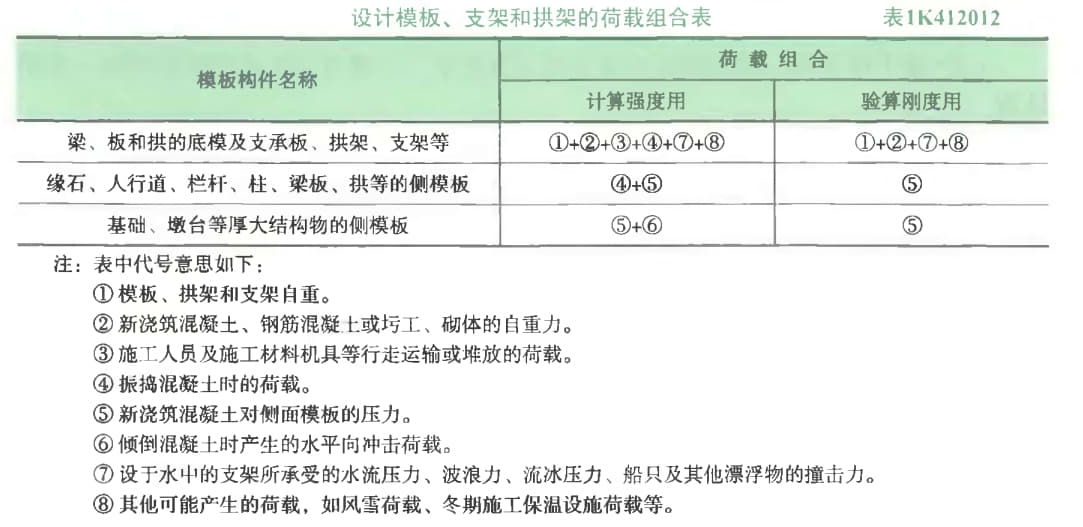 设计模板、支架和拱架的荷载组合表 表1K412012
模板构件名称 荷载组合
计算强度用 验算刚度用
梁、板和拱的底模及支承板、拱架、支架等 ①+②+③+④+⑦+⑧ ①+②+⑦+⑧
缘石、人行道、栏杆、柱、梁板、拱等的侧模板 ④+⑤ ⑤
基础、墩台等厚大结构物的侧模板 ⑤+⑥ ⑤
注：表中代号意思如下：
①模板、拱架和支架自重。
②新浇筑混凝土、钢筋混凝土或圬工、砌体的自重力。
③施工人员及施工材料机具等行走运输或堆放的荷载。
④振捣混凝土时的荷载。
⑤新浇筑混凝土对侧面模板的压力。
⑥倾倒混凝土时产生的水平向冲击荷载。
⑦设于水中的支架所承受的水流压力、波浪力、流冰压力、船只及其他漂浮物的撞击力。
⑧其他可能产生的荷载，如风雪荷载、冬期施工保温设施荷载等。